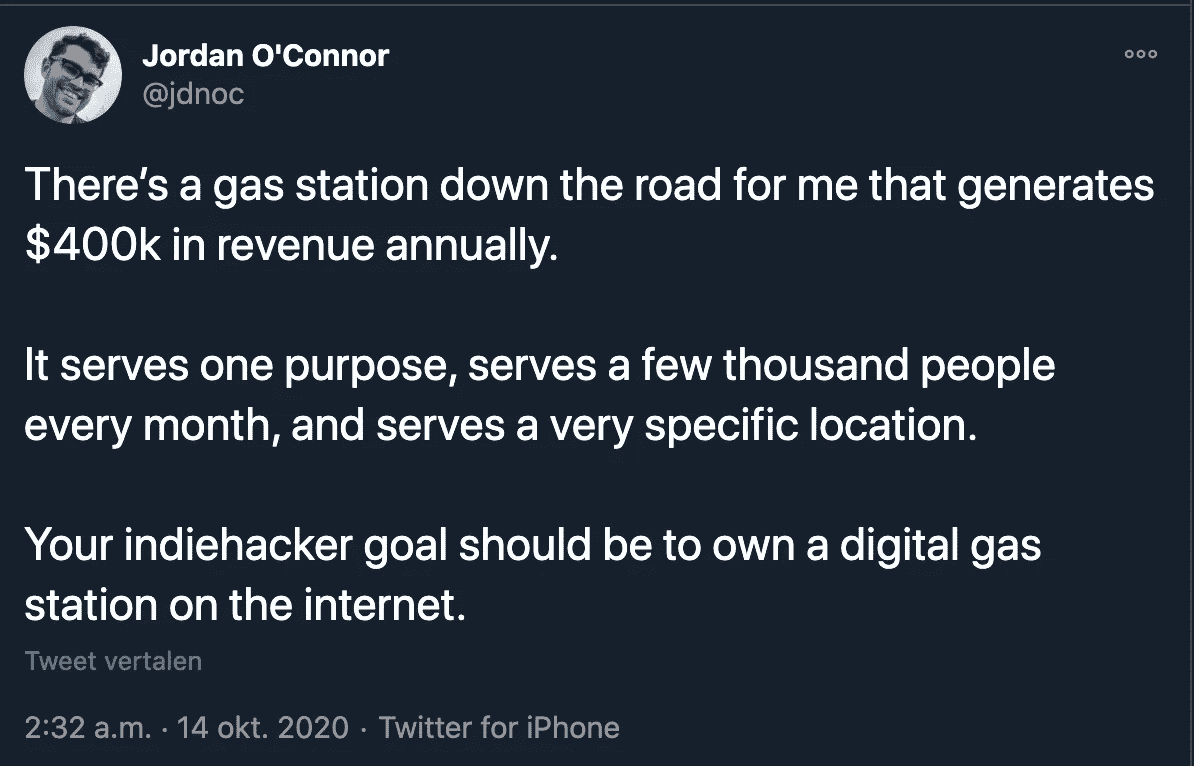 Jordan O'Connor
@jdnoc
There's a gas station down the road for me that generates
$400k in revenue annually.
It serves one purpose, serves a few thousand people
every month, and serves a very specific location.
Your indiehacker goal should be to own a digital gas
station on the internet.
Tweet vertalen
2:32 a.m. · 14 okt. 2020 · Twitter for iPhone